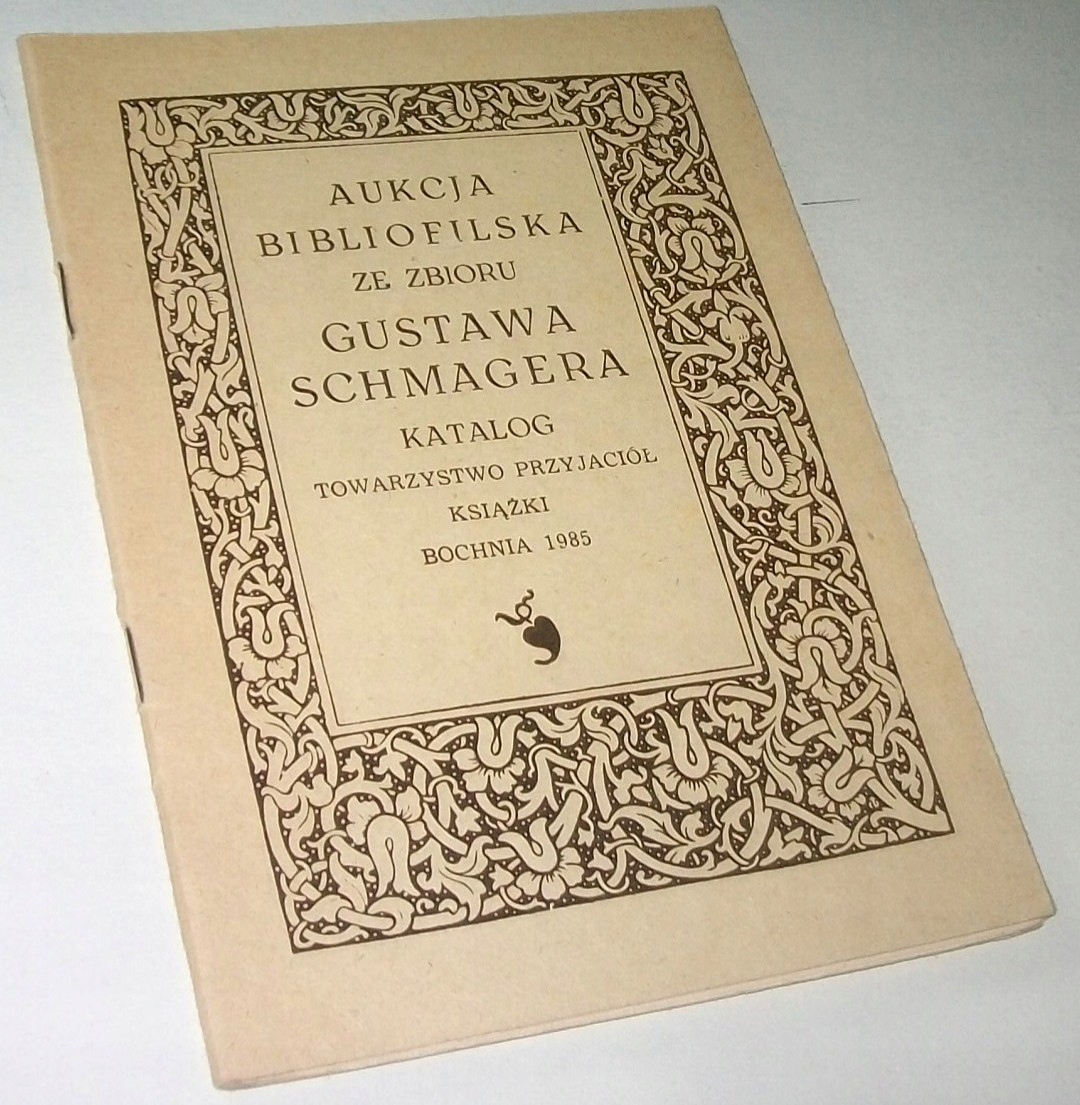 AUKCJA
BIBLIOFILSKA
ZE ZBIORU
GUSTAWA
SCHMAGERA
KATALOG
TOWARZYSTWO PRZYJACIÓŁ
KSIĄŻKI
BOCHNIA 1985